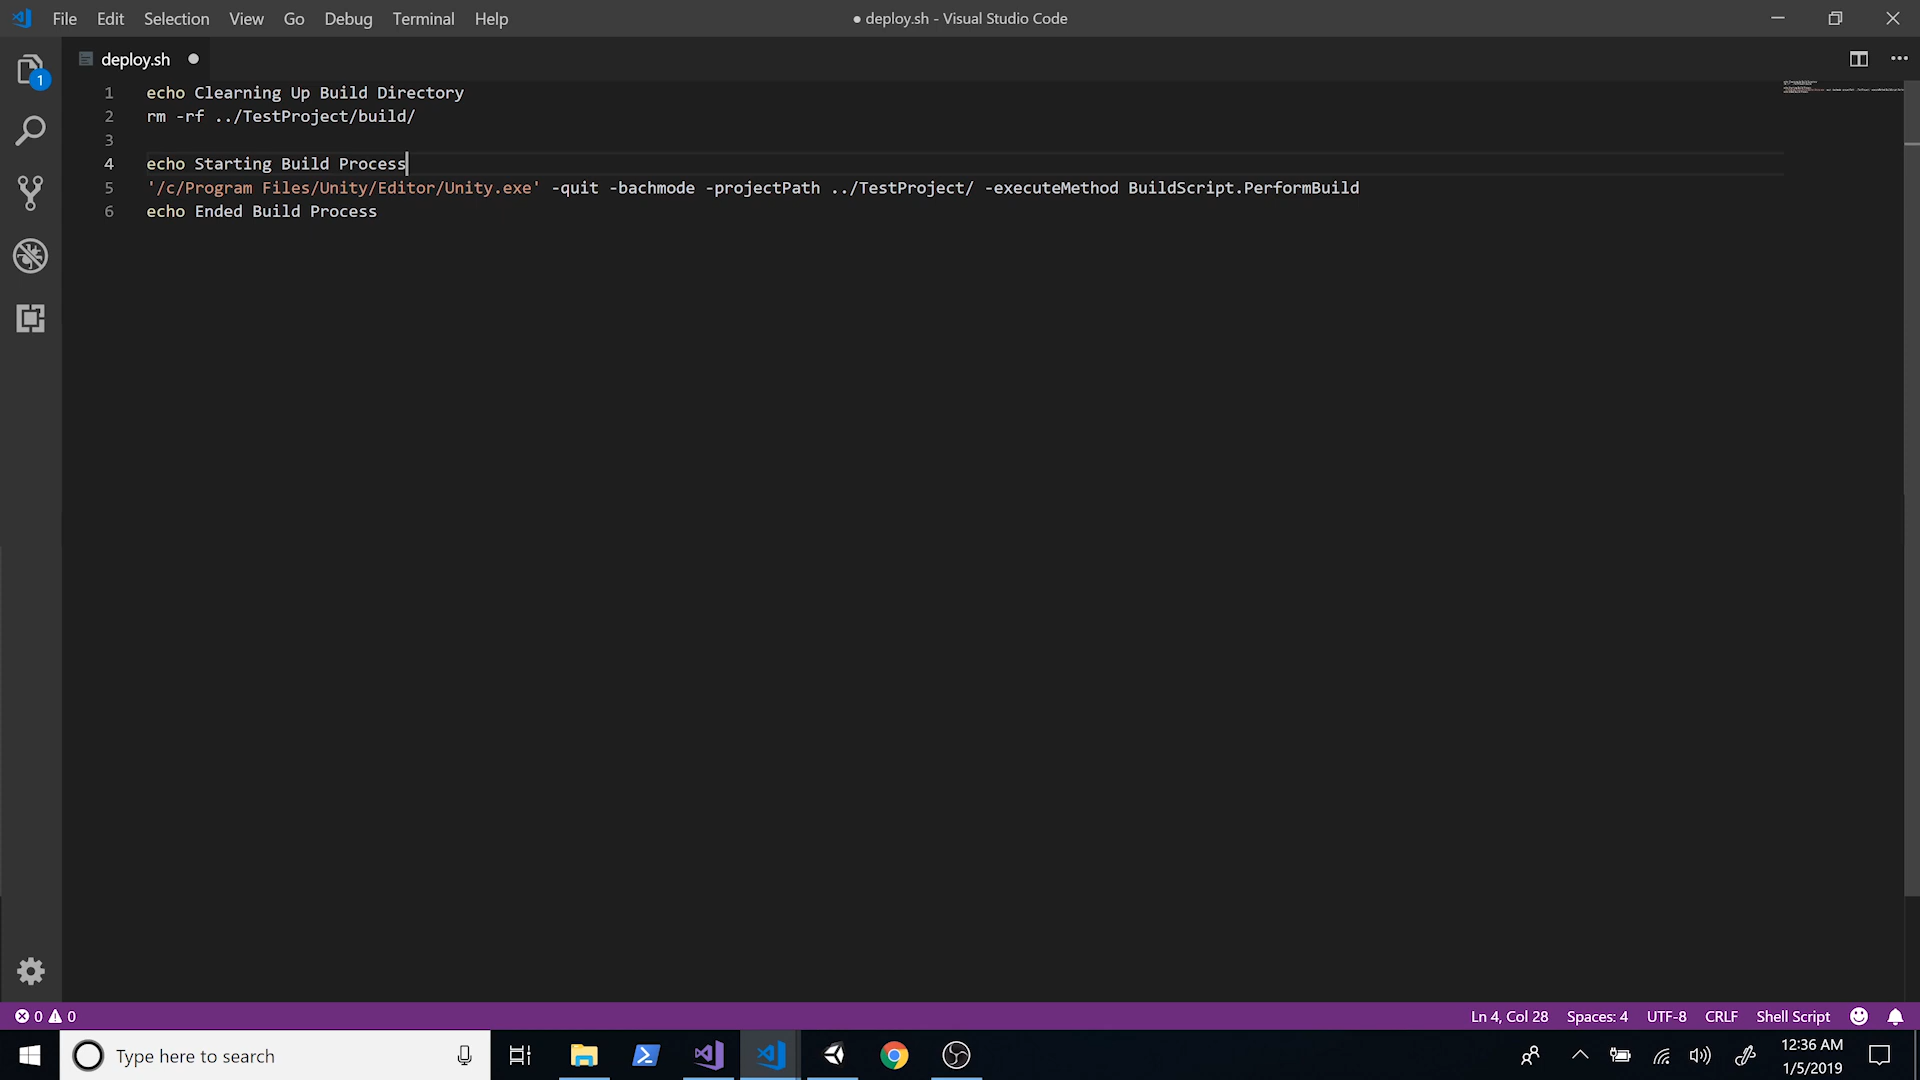 File Edit Selection View Go Debug Terminal Help
● deploy.sh - Visual Studio Code
deploy.sh ●
1
1 echo Clearning Up Build Directory
2 rm -rf ../TestProject/build/
3
4 echo Starting Build Process
5 '/c/Program Files/Unity/Editor/Unity.exe' -quit -bachmode -projectPath ../TestProject/ -executeMethod BuildScript.PerformBuild
6 echo Ended Build Process
0 0 Ln 4, Col 28 Spaces: 4 UTF-8 CRLF Shell Script
Type here to search
12:36 AM
1/5/2019